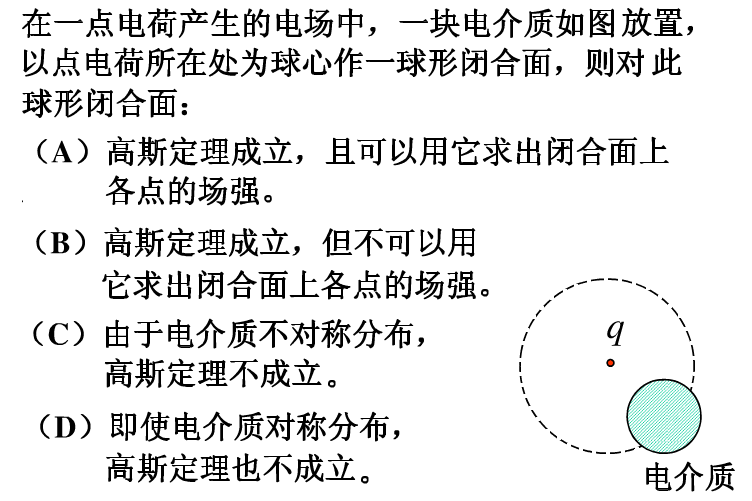 在一点电荷产生的电场中，一块电介质如图放置，
以点电荷所在处为球心作一球形闭合面，则对此
球形闭合面：
（A）高斯定理成立，且可以用它求出闭合面上
各点的场强。
（B）高斯定理成立，但不可以用
它求出闭合面上各点的场强。
（C）由于电介质不对称分布，
高斯定理不成立。
（D）即使电介质对称分布，
高斯定理也不成立。
q
电介质